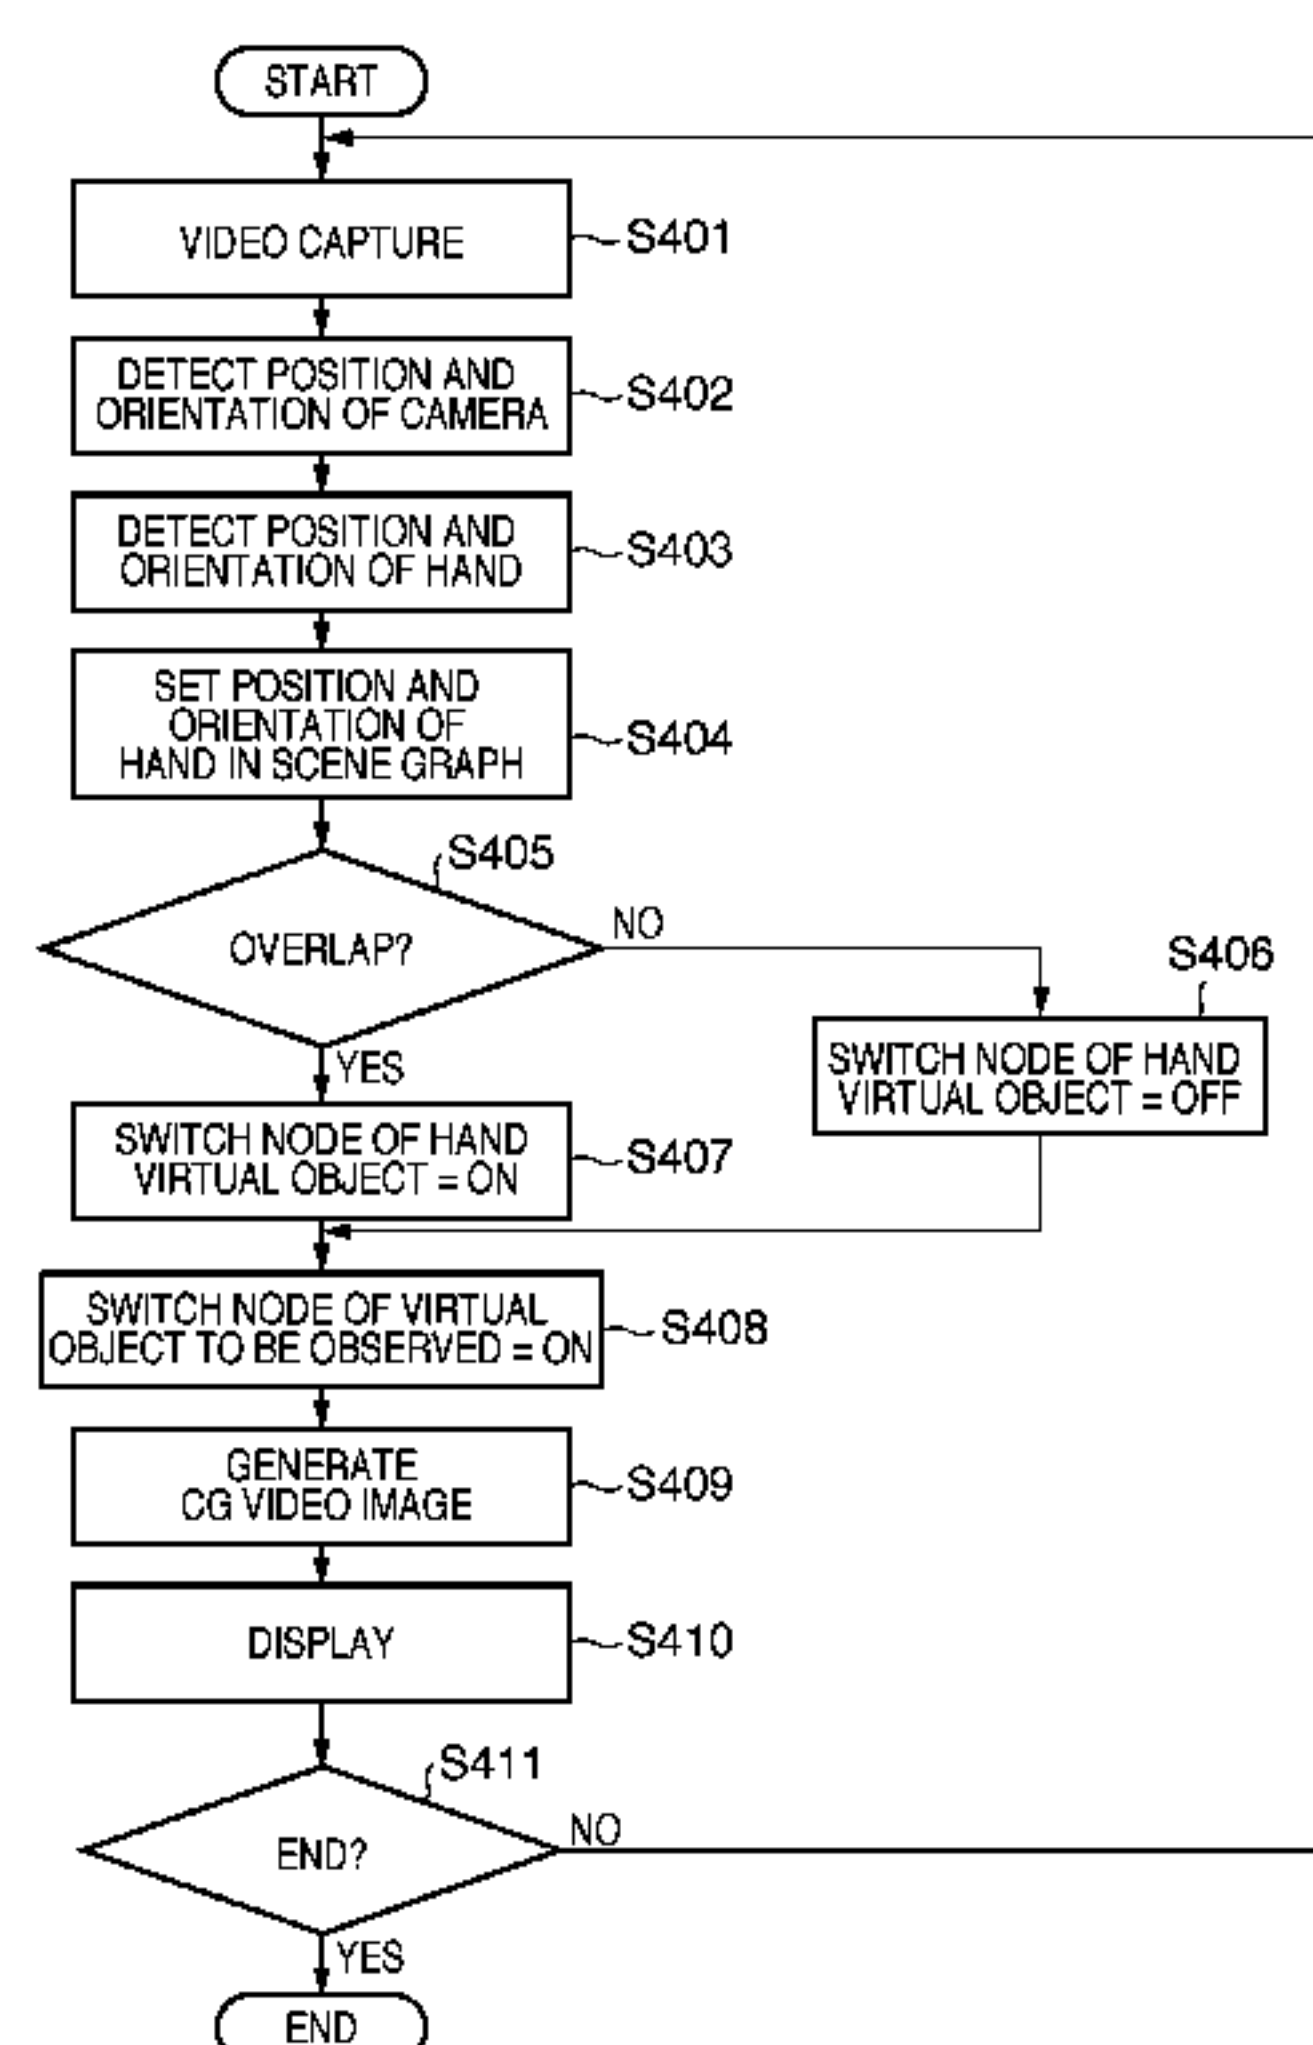 START
VIDEO CAPTURE
S401
DETECT POSITION AND
ORIENTATION OF CAMERA
S402
DETECT POSITION AND
ORIENTATION OF HAND
S403
SET POSITION AND
ORIENTATION OF
HAND IN SCENE GRAPH
S404
S405
OVERLAP?
NO
YES
S406
SWITCH NODE OF HAND
VIRTUAL OBJECT = OFF
SWITCH NODE OF HAND
VIRTUAL OBJECT = ON
S407
SWITCH NODE OF VIRTUAL
OBJECT TO BE OBSERVED = ON
S408
GENERATE
CG VIDEO IMAGE
S409
DISPLAY
S410
S411
END?
NO
YES
END